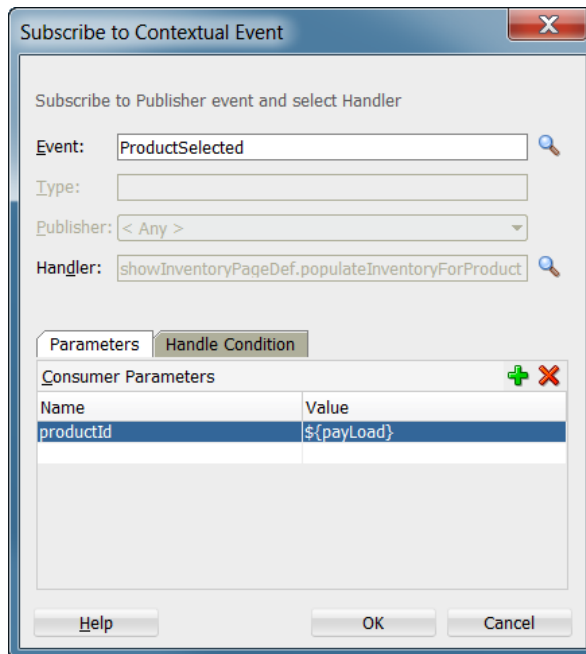 Subscribe to Contextual Event
X
Subscribe to Publisher event and select Handler
Event: ProductSelected
Type:
Publisher: < Any >
Handler: showInventoryPageDef.populateInventoryForProduct
Parameters Handle Condition
Consumer Parameters
Name Value
productId ${payLoad}
Help OK Cancel